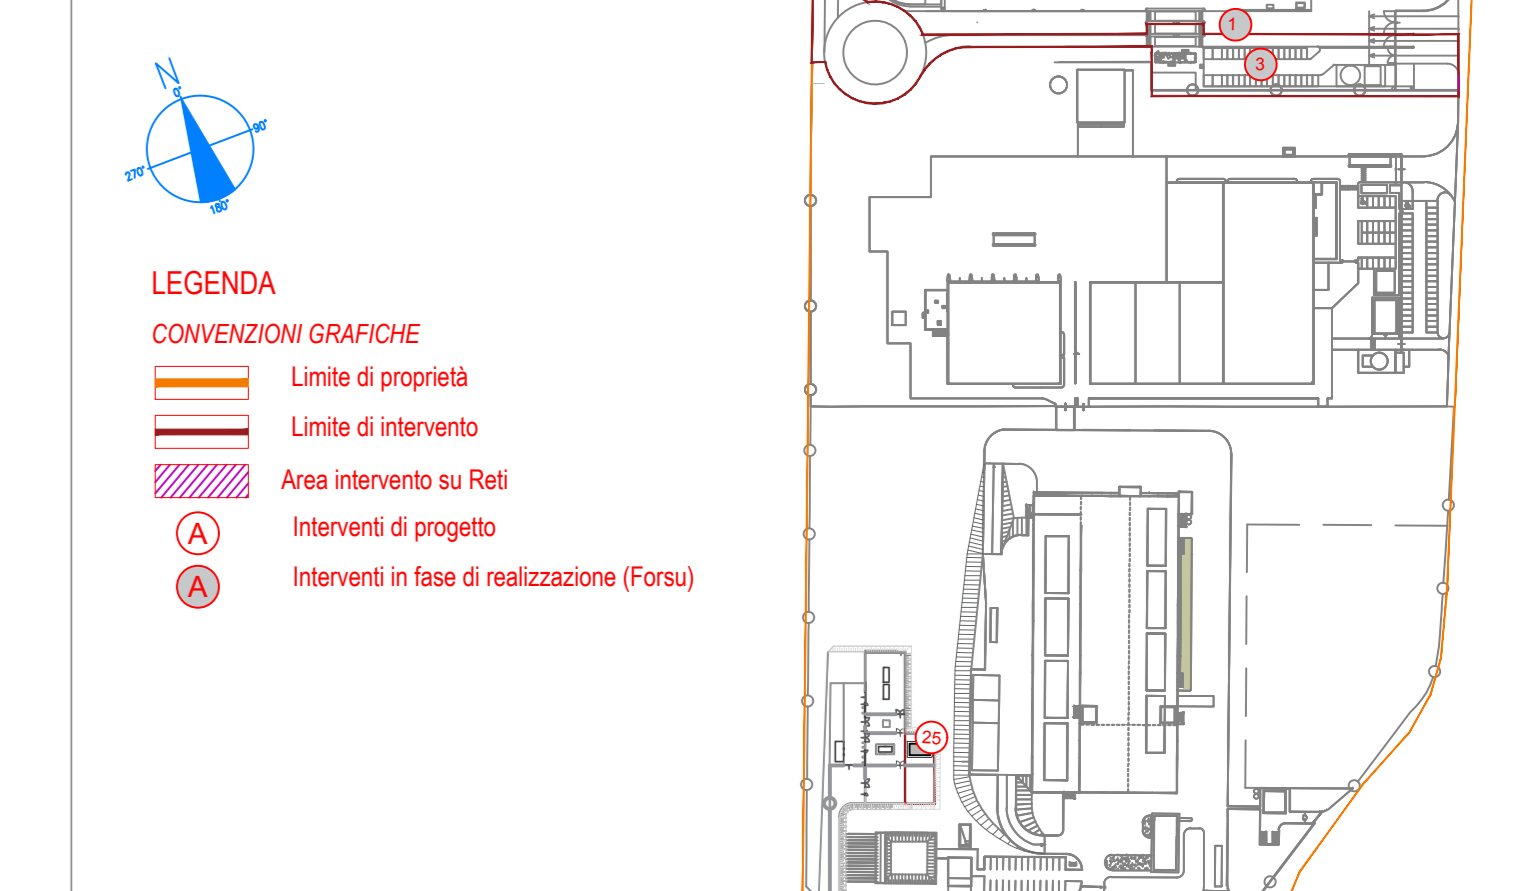 N
0°
90°
270°
180°
LEGENDA
CONVENZIONI GRAFICHE
Limite di proprietà
Limite di intervento
Area intervento su Reti
A Interventi di progetto
A Interventi in fase di realizzazione (Forsu)
1
3
25